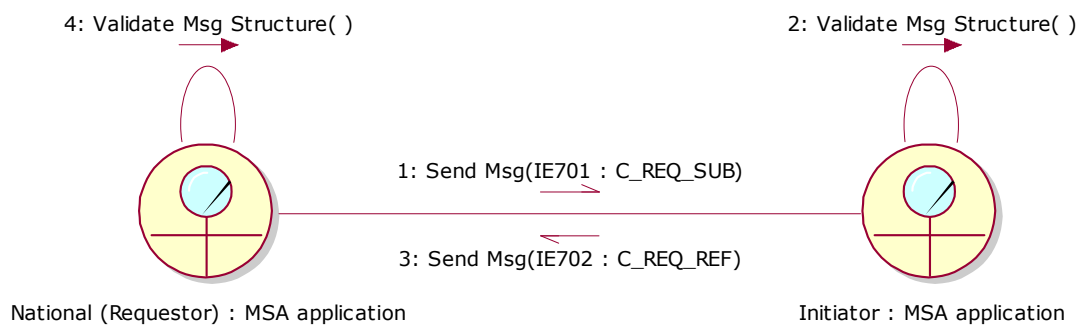 4: Validate Msg Structure( )
2: Validate Msg Structure( )
1: Send Msg(IE701 : C_REQ_SUB)
3: Send Msg(IE702 : C_REQ_REF)
National (Requestor) : MSA application
Initiator : MSA application